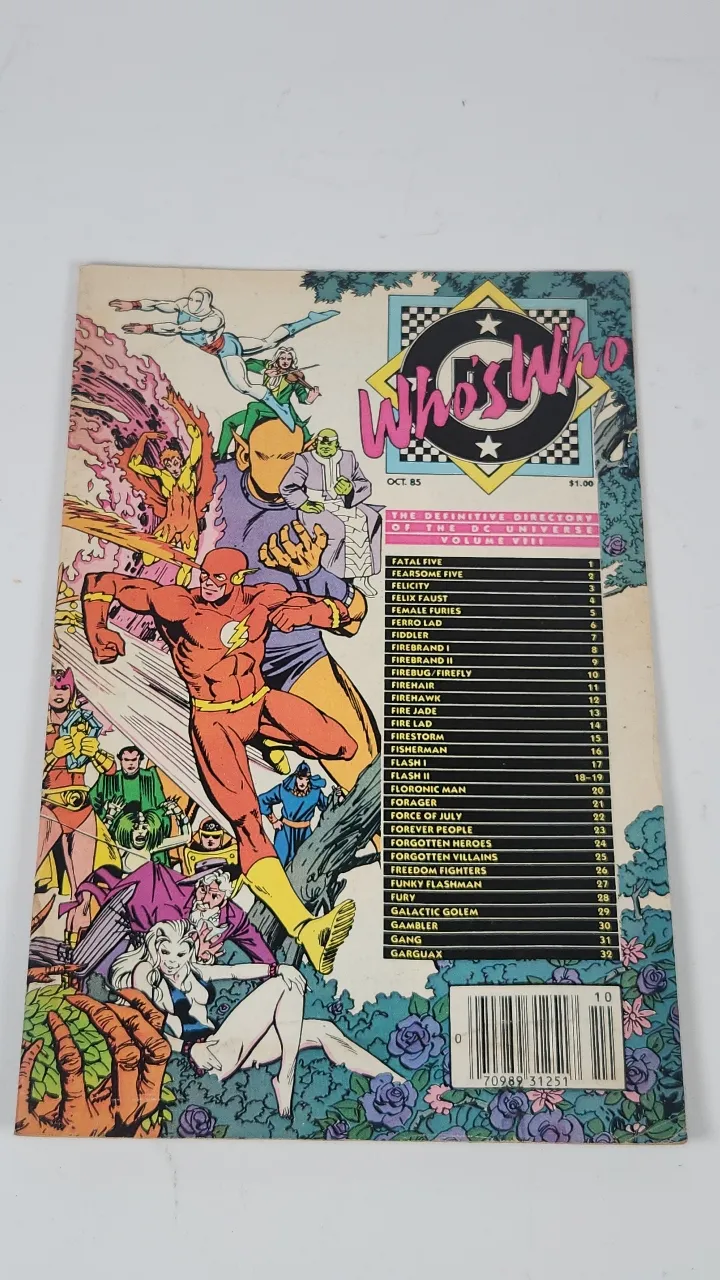 Who's Who
OCT. 85 $1.00
THE DEFINITIVE DIRECTORY
OF THE DC UNIVERSE
VOLUME VIII
FATAL FIVE 1
FEARSOME FIVE 2
FELICITY 3
FELIX FAUST 4
FEMALE FURIES 5
FERRO LAD 6
FIDDLER 7
FIREBRAND I 8
FIREBRAND II 9
FIREBUG/FIREFLY 10
FIREHAIR 11
FIREHAWK 12
FIRE JADE 13
FIRE LAD 14
FIRESTORM 15
FISHERMAN 16
FLASH I 17
FLASH II 18-19
FLORONIC MAN 20
FORAGER 21
FORCE OF JULY 22
FOREVER PEOPLE 23
FORGOTTEN HEROES 24
FORGOTTEN VILLAINS 25
FREEDOM FIGHTERS 26
FUNKY FLASHMAN 27
FURY 28
GALACTIC GOLEM 29
GAMBLER 30
GANG 31
GARGUAX 32
10
0 70989 31251